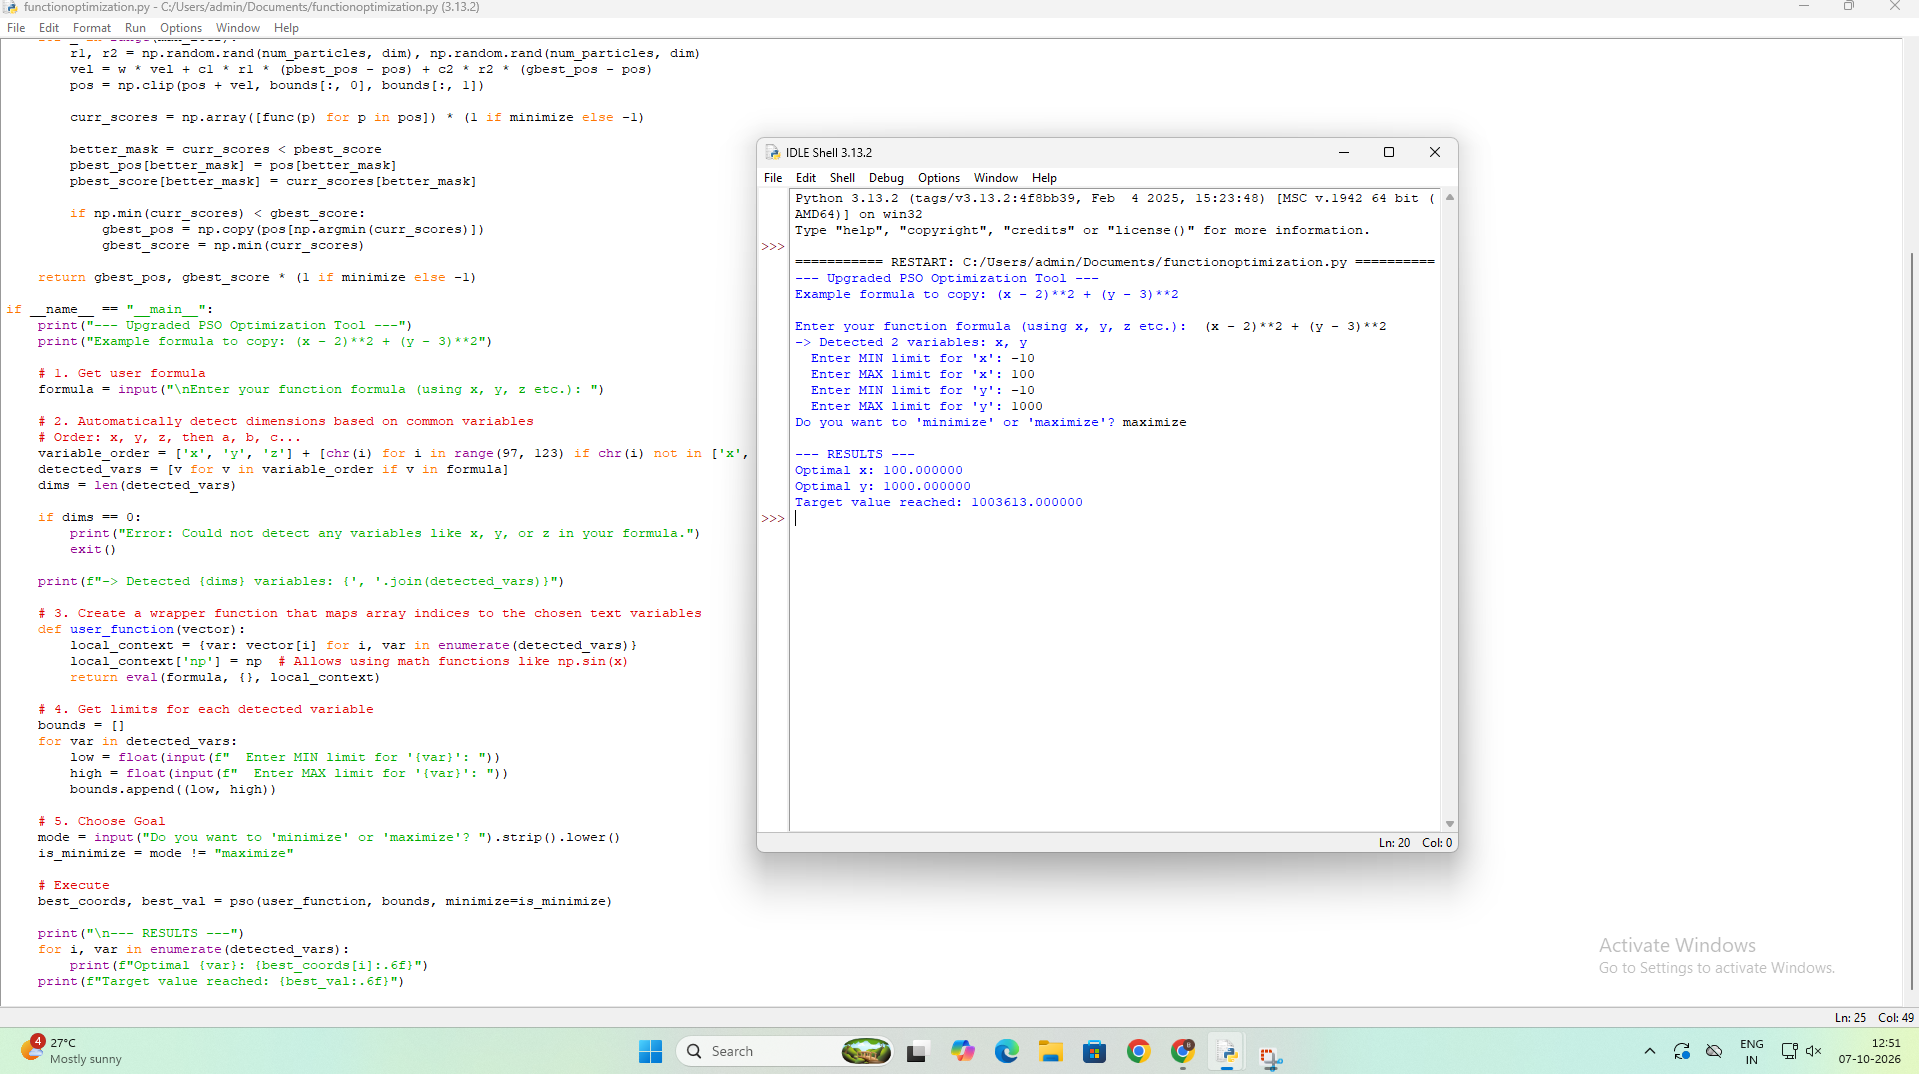 functionoptimization.py - C:/Users/admin/Documents/functionoptimization.py (3.13.2)
File Edit Format Run Options Window Help
        r1, r2 = np.random.rand(num_particles, dim), np.random.rand(num_particles, dim)
        vel = w * vel + c1 * r1 * (pbest_pos - pos) + c2 * r2 * (gbest_pos - pos)
        pos = np.clip(pos + vel, bounds[:, 0], bounds[:, 1])
        curr_scores = np.array([func(p) for p in pos]) * (1 if minimize else -1)
        better_mask = curr_scores < pbest_score
        pbest_pos[better_mask] = pos[better_mask]
        pbest_score[better_mask] = curr_scores[better_mask]
        if np.min(curr_scores) < gbest_score:
            gbest_pos = np.copy(pos[np.argmin(curr_scores)])
            gbest_score = np.min(curr_scores)
    return gbest_pos, gbest_score * (1 if minimize else -1)
if __name__ == "__main__":
    print("--- Upgraded PSO Optimization Tool ---")
    print("Example formula to copy: (x - 2)**2 + (y - 3)**2")
    # 1. Get user formula
    formula = input("\nEnter your function formula (using x, y, z etc.): ")
    # 2. Automatically detect dimensions based on common variables
    # Order: x, y, z, then a, b, c...
    variable_order = ['x', 'y', 'z'] + [chr(i) for i in range(97, 123) if chr(i) not in ['x',
    detected_vars = [v for v in variable_order if v in formula]
    dims = len(detected_vars)
    if dims == 0:
        print("Error: Could not detect any variables like x, y, or z in your formula.")
        exit()
    print(f"-> Detected {dims} variables: {', '.join(detected_vars)}")
    # 3. Create a wrapper function that maps array indices to the chosen text variables
    def user_function(vector):
        local_context = {var: vector[i] for i, var in enumerate(detected_vars)}
        local_context['np'] = np  # Allows using math functions like np.sin(x)
        return eval(formula, {}, local_context)
    # 4. Get limits for each detected variable
    bounds = []
    for var in detected_vars:
        low = float(input(f"  Enter MIN limit for '{var}': "))
        high = float(input(f"  Enter MAX limit for '{var}': "))
        bounds.append((low, high))
    # 5. Choose Goal
    mode = input("Do you want to 'minimize' or 'maximize'? ").strip().lower()
    is_minimize = mode != "maximize"
    # Execute
    best_coords, best_val = pso(user_function, bounds, minimize=is_minimize)
    print("\n--- RESULTS ---")
    for i, var in enumerate(detected_vars):
        print(f"Optimal {var}: {best_coords[i]:.6f}")
    print(f"Target value reached: {best_val:.6f}")
IDLE Shell 3.13.2
File Edit Shell Debug Options Window Help
Python 3.13.2 (tags/v3.13.2:4f8bb39, Feb  4 2025, 15:23:48) [MSC v.1942 64 bit (
AMD64)] on win32
Type "help", "copyright", "credits" or "license()" for more information.
>>>
=========== RESTART: C:/Users/admin/Documents/functionoptimization.py ==========
--- Upgraded PSO Optimization Tool ---
Example formula to copy: (x - 2)**2 + (y - 3)**2
Enter your function formula (using x, y, z etc.):  (x - 2)**2 + (y - 3)**2
-> Detected 2 variables: x, y
  Enter MIN limit for 'x': -10
  Enter MAX limit for 'x': 100
  Enter MIN limit for 'y': -10
  Enter MAX limit for 'y': 1000
Do you want to 'minimize' or 'maximize'? maximize
--- RESULTS ---
Optimal x: 100.000000
Optimal y: 1000.000000
Target value reached: 1003613.000000
>>>
Ln: 20 Col: 0
Activate Windows
Go to Settings to activate Windows.
Ln: 25 Col: 49
4
27°C
Mostly sunny
Search
ENG
IN
12:51
07-10-2026